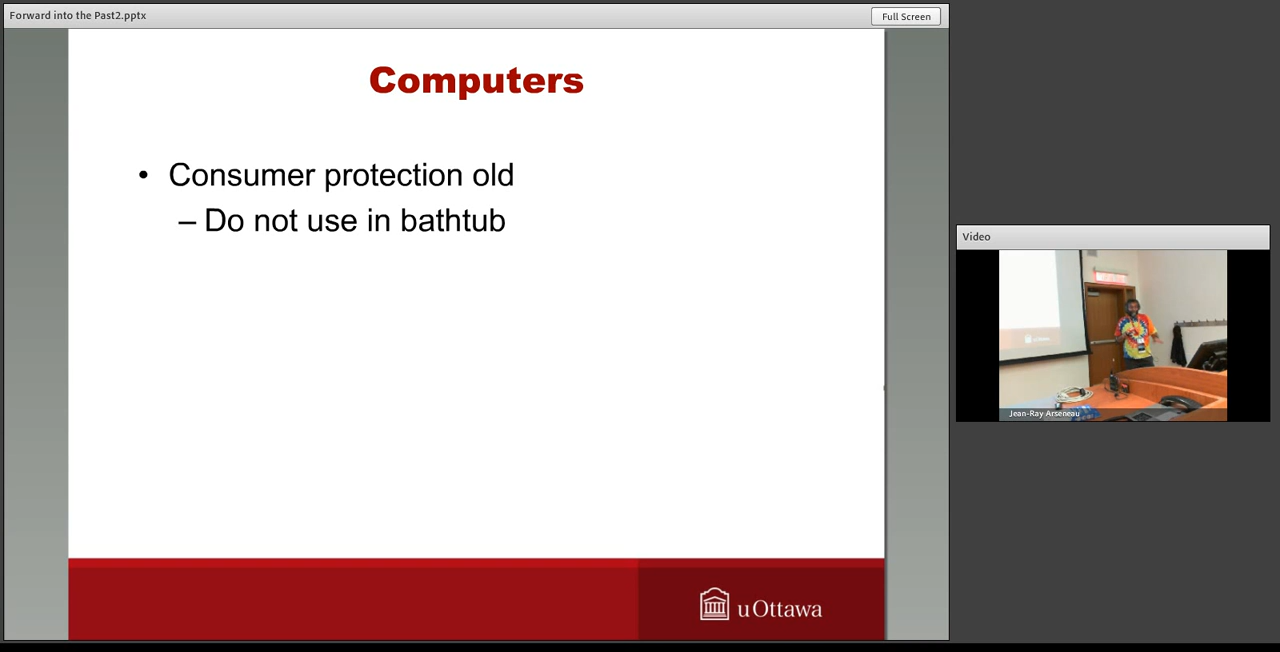 Forward into the Past2.pptx
Full Screen
Computers
• Consumer protection old
– Do not use in bathtub
uOttawa
Video
Jean-Ray Arseneau